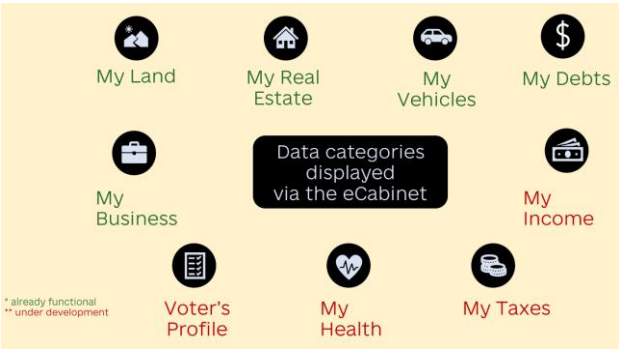 $
My Land
My Real
Estate
My
Vehicles
My Debts
Data categories
displayed
via the eCabinet
My
Business
My
Income
* already functional
** under development
Voter's
Profile
My
Health
My Taxes